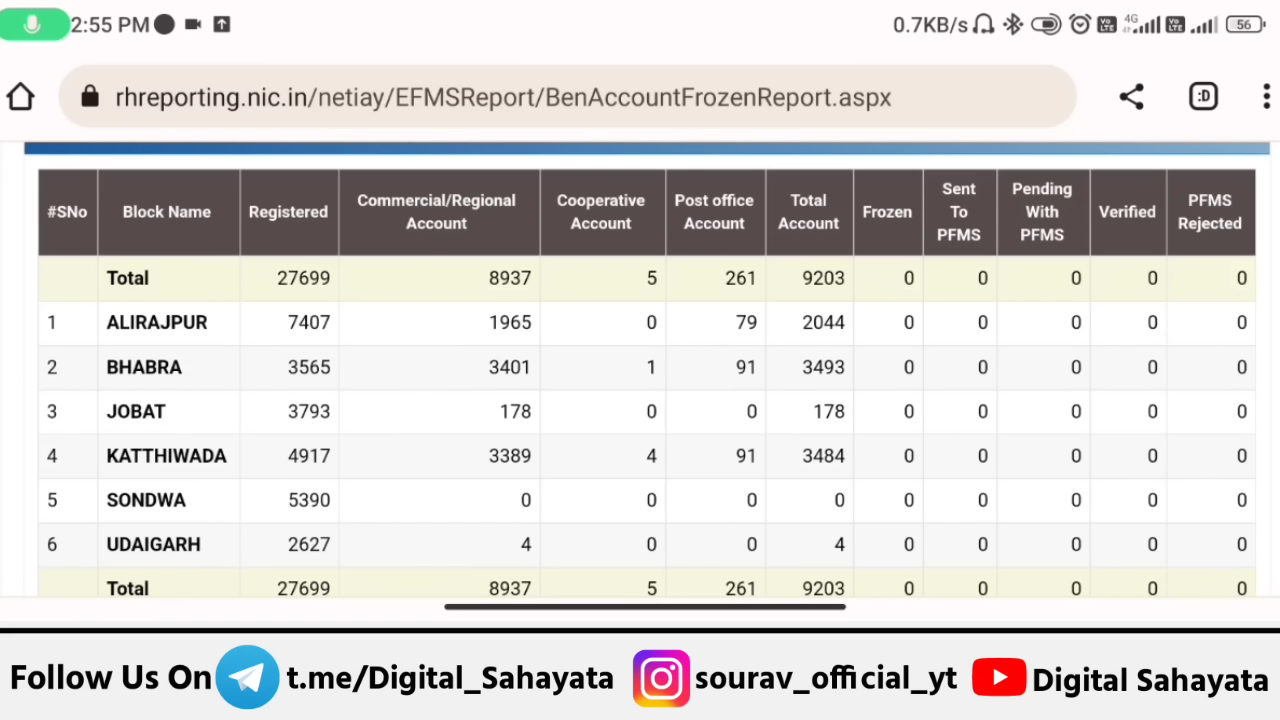 2:55 PM 0.7KB/s 4G 56
rhreporting.nic.in/netiay/EFMSReport/BenAccountFrozenReport.aspx :D
#SNo Block Name Registered Commercial/Regional Account Cooperative Account Post office Account Total Account Frozen Sent To PFMS Pending With PFMS Verified PFMS Rejected
Total 27699 8937 5 261 9203 0 0 0 0 0
1 ALIRAJPUR 7407 1965 0 79 2044 0 0 0 0 0
2 BHABRA 3565 3401 1 91 3493 0 0 0 0 0
3 JOBAT 3793 178 0 0 178 0 0 0 0 0
4 KATTHIWADA 4917 3389 4 91 3484 0 0 0 0 0
5 SONDWA 5390 0 0 0 0 0 0 0 0 0
6 UDAIGARH 2627 4 0 0 4 0 0 0 0 0
Total 27699 8937 5 261 9203 0 0 0 0 0
Follow Us On t.me/Digital_Sahayata sourav_official_yt Digital Sahayata